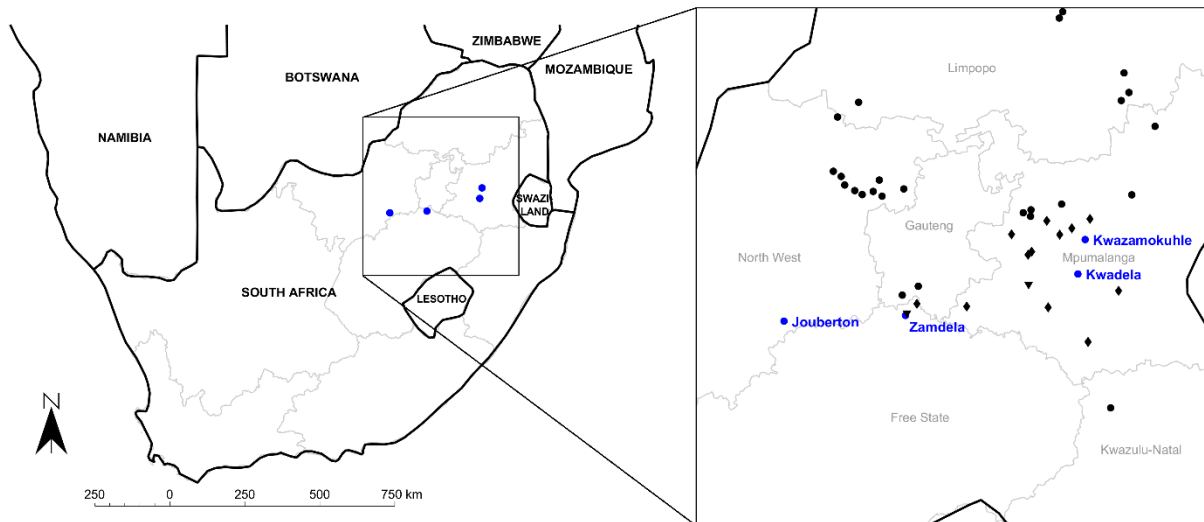 ZIMBABWE
MOZAMBIQUE
BOTSWANA
NAMIBIA
SWAZI
LAND
SOUTH AFRICA
LESOTHO
N
250 0 250 500 750 km
Limpopo
Gauteng
North West
Kwazamokuhle
Mpumalanga
Kwadela
Jouberton
Zamdela
Free State
Kwazulu-Natal